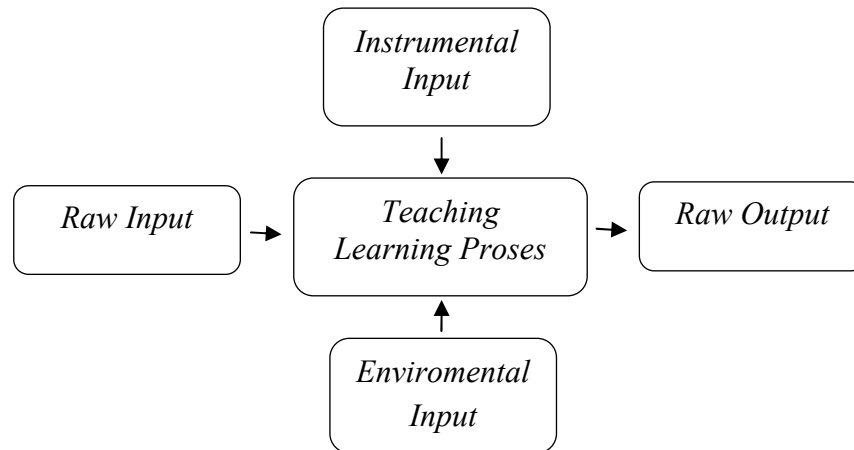 Instrumental
Input
Raw Input
Teaching
Learning Proses
Raw Output
Enviromental
Input